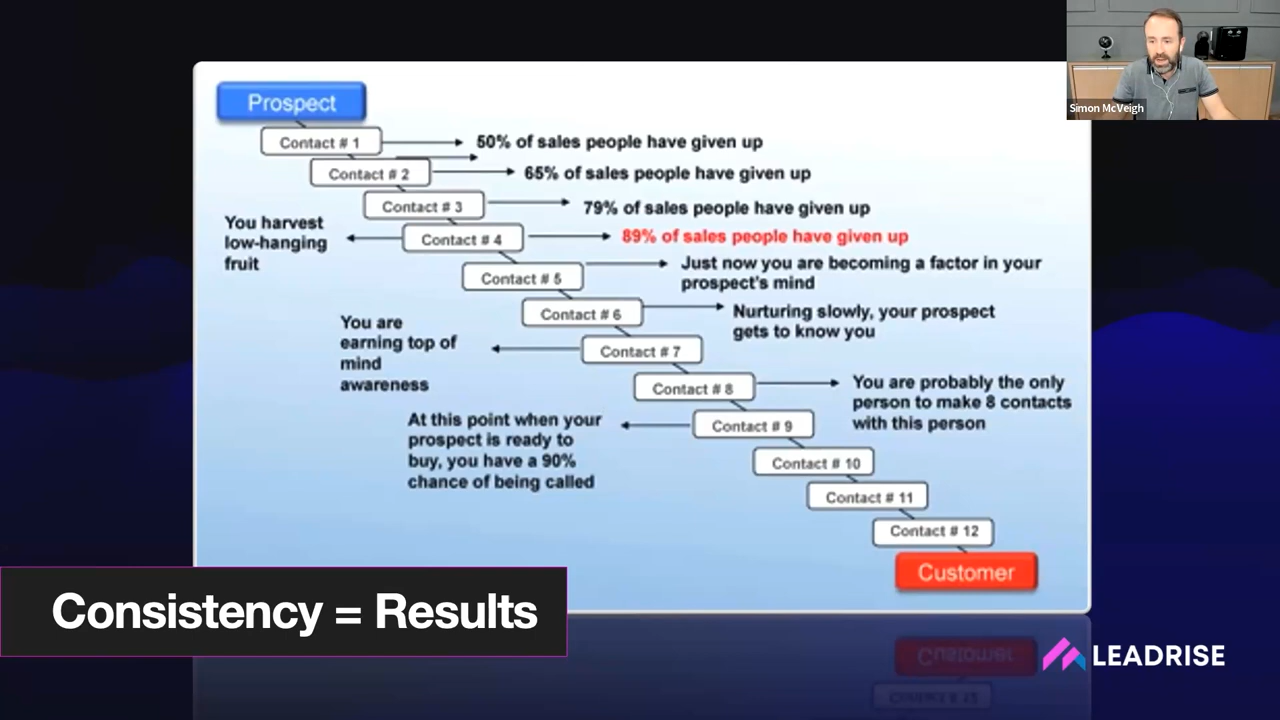 Simon McVeigh
Prospect
Contact # 1
50% of sales people have given up
Contact # 2
65% of sales people have given up
Contact # 3
79% of sales people have given up
You harvest
low-hanging
fruit
Contact # 4
89% of sales people have given up
Contact # 5
Just now you are becoming a factor in your
prospect's mind
Contact # 6
Nurturing slowly, your prospect
gets to know you
You are
earning top of
mind
awareness
Contact # 7
Contact # 8
You are probably the only
person to make 8 contacts
with this person
At this point when your
prospect is ready to
buy, you have a 90%
chance of being called
Contact # 9
Contact # 10
Contact # 11
Contact # 12
Customer
Consistency = Results
LEADRISE